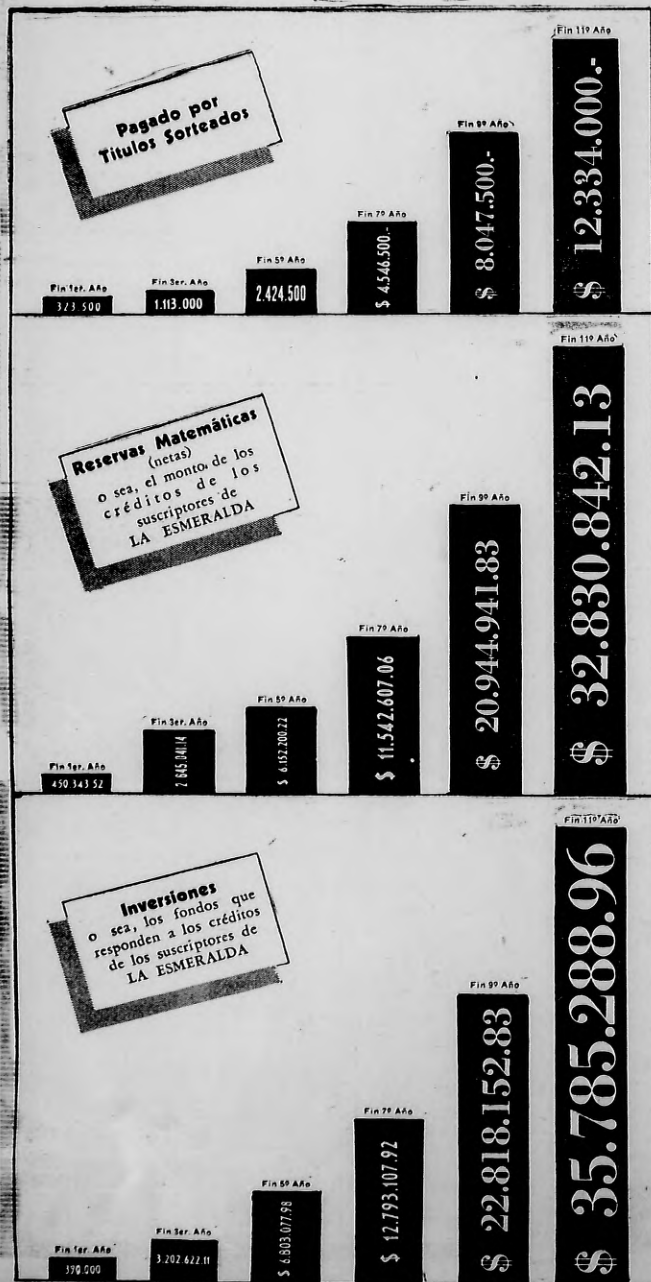 Pagado por
Titulos Sorteados
Fin 1er. Año
323.500
Fin 3er. Año
1.113.000
Fin 5º Año
2.424.500
Fin 7º Año
$ 4.546.500.-
Fin 9º Año
$ 8.047.500.-
Fin 11º Año
$ 12.334.000.-
Reservas Matemáticas
(netas)
o sea, el monto de los
créditos de los
suscriptores de
LA ESMERALDA
Fin 1er. Año
450.343.52
Fin 3er. Año
2.645.041.14
Fin 5º Año
$ 6.152.200.22
Fin 7º Año
$ 11.542.607.06
Fin 9º Año
$ 20.944.941.83
Fin 11º Año
$ 32.830.842.13
Inversiones
o sea, los fondos que
responden a los créditos
de los suscriptores de
LA ESMERALDA
Fin 1er. Año
390.000
Fin 3er. Año
3.202.622.11
Fin 5º Año
$ 6.803.077.98
Fin 7º Año
$ 12.793.107.92
Fin 9º Año
$ 22.818.152.83
Fin 11º Año
$ 35.785.288.96